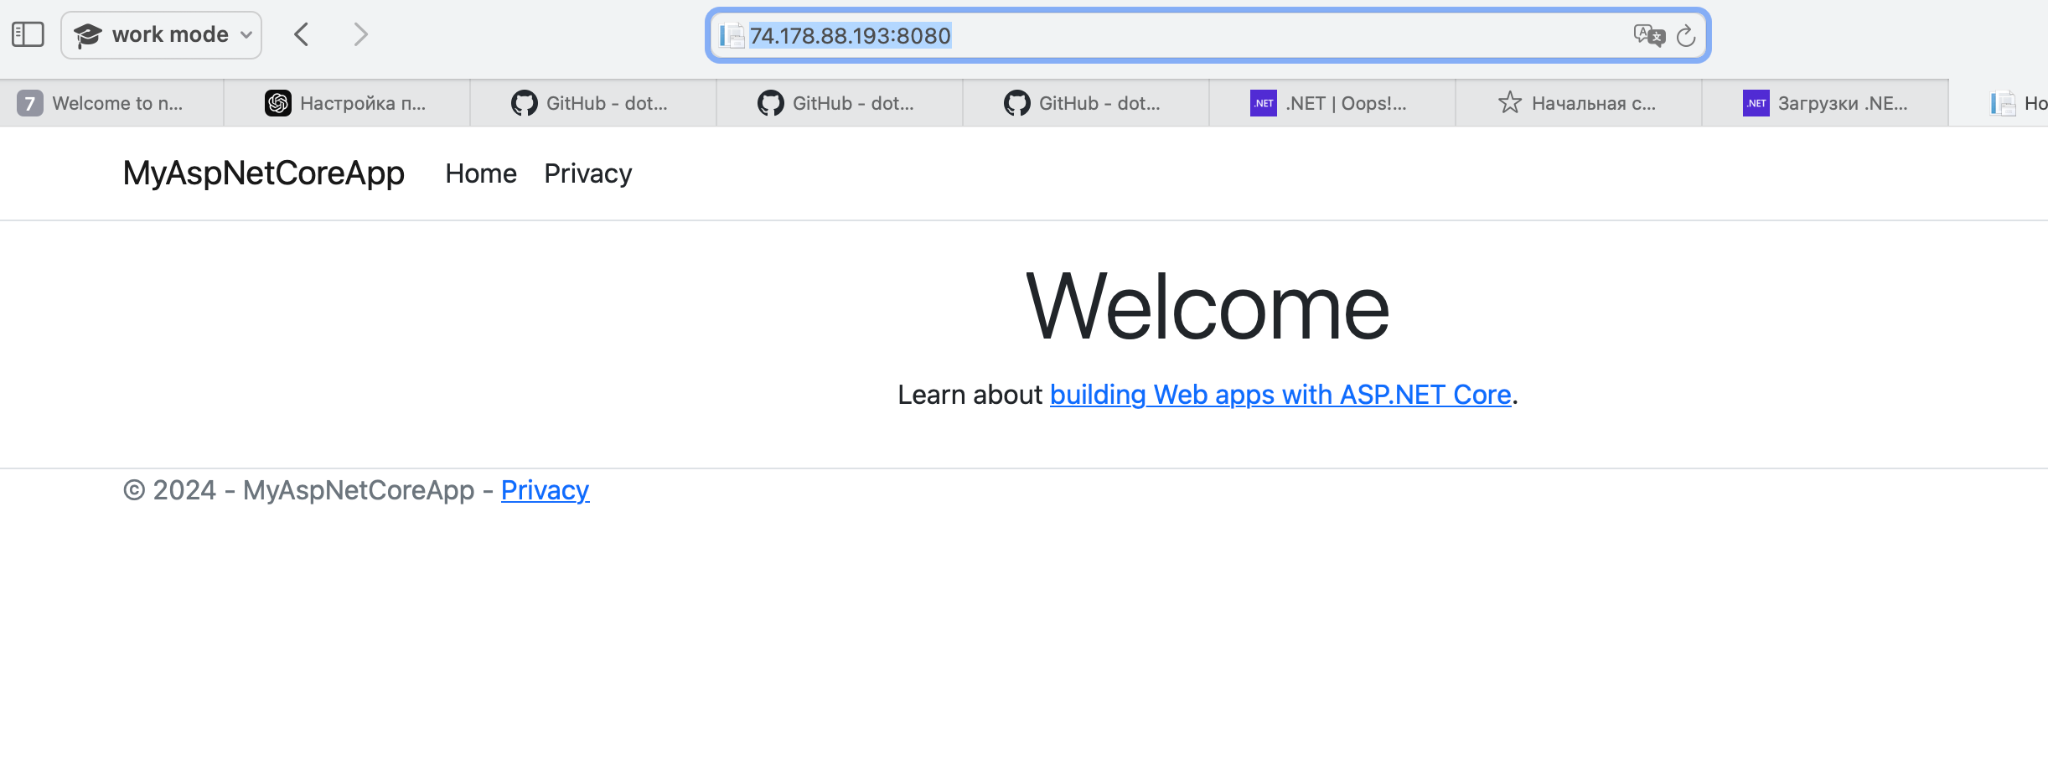 work mode
74.178.88.193:8080
7 Welcome to n...
Настройка п...
GitHub - dot...
GitHub - dot...
GitHub - dot...
.NET .NET | Oops!...
Начальная с...
.NET Загрузки .NE...
Ho
MyAspNetCoreApp Home Privacy
Welcome
Learn about building Web apps with ASP.NET Core.
© 2024 - MyAspNetCoreApp - Privacy